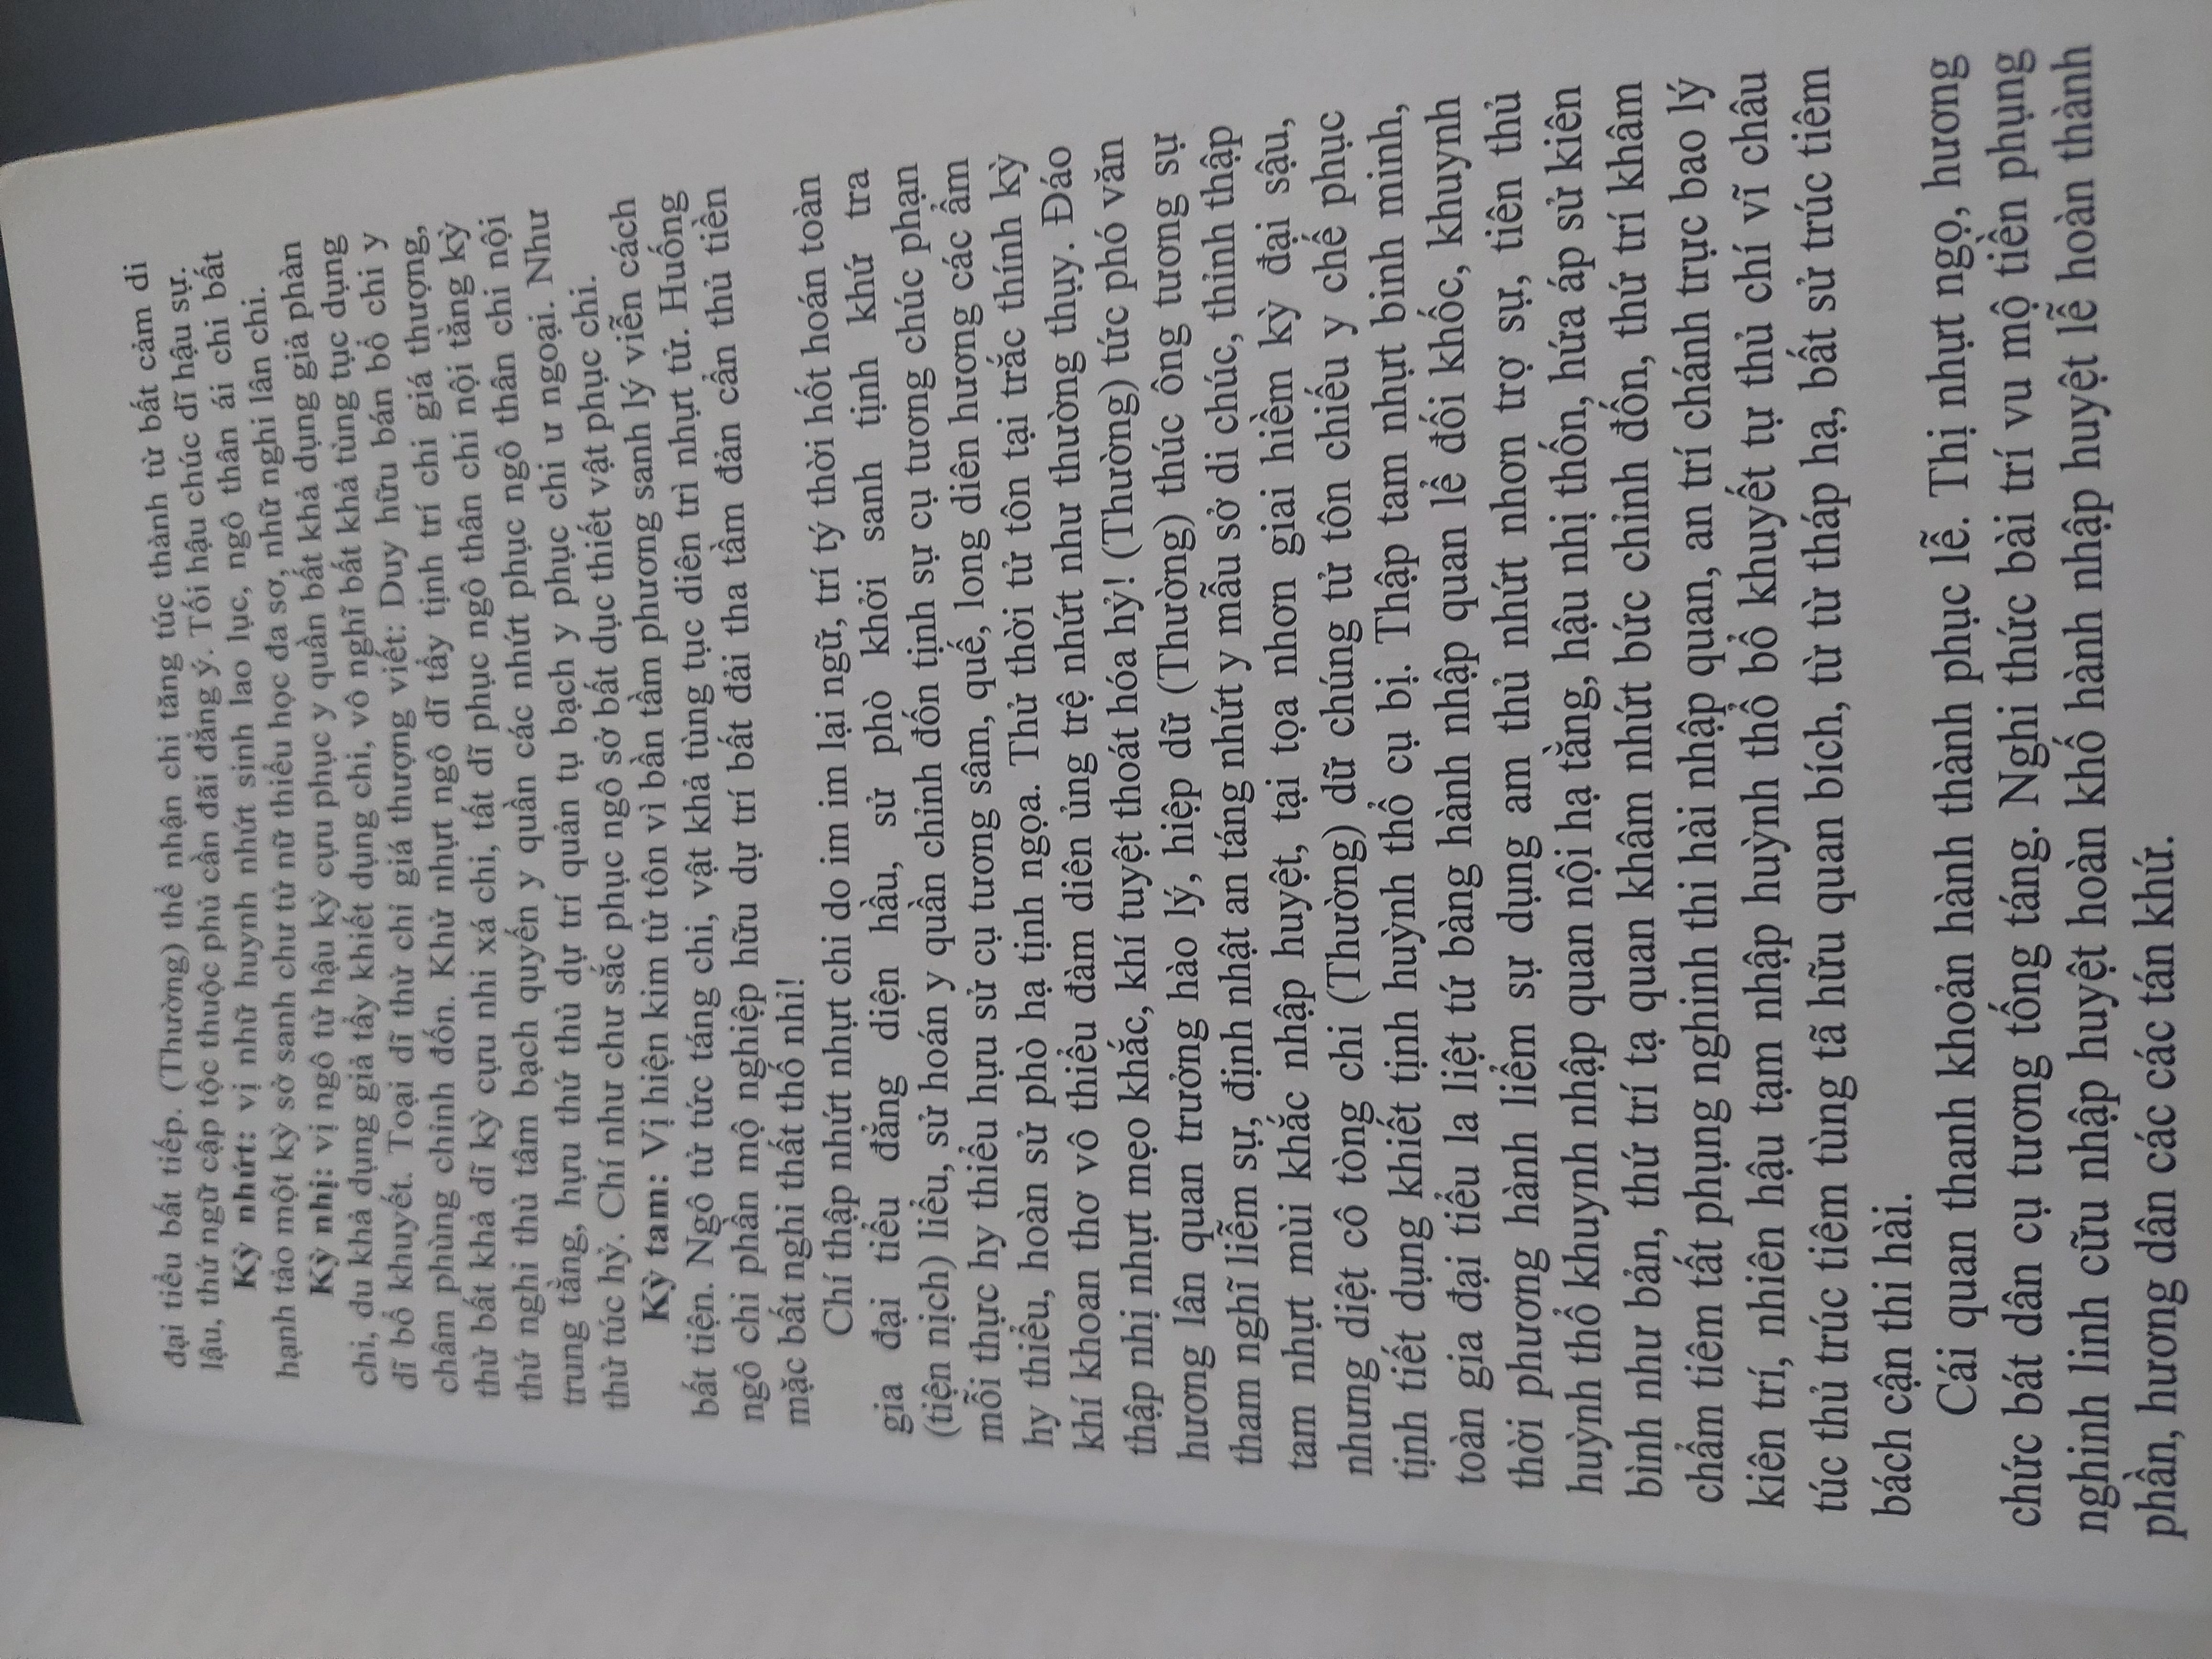 đại tiểu bất tiếp. (Thường) thể nhận chi tăng túc thành từ bất cảm di
lậu, thứ ngữ cập tộc thuộc phủ cần đãi đẳng ý. Tối hậu chúc dĩ hậu sự.
Kỳ nhứt: vị nhữ huynh nhứt sinh lao lục, ngô thân ái chi bất
hạnh tảo một kỳ sở sanh chư tử nữ thiểu học đa sơ, nhữ nghi lân chi.
Kỳ nhị: vị ngô tử hậu kỳ cựu phục y quần bất khả dụng giả phàn
chi, du khả dụng giả tẩy khiết dụng chi, vô nghĩ bất khả tùng tục dụng
dĩ bổ khuyết. Toại dĩ thử chỉ giá thượng viết: Duy hữu bán bổ chi y
châm phùng chỉnh đốn. Khử nhựt ngô dĩ tẩy tịnh trí chi giá thượng,
thử bất khả dĩ kỳ cựu nhi xá chi, tất dĩ phục ngô thân chi nội tằng kỳ
thứ nghi thủ tâm bạch quyến y quần các nhứt phục ngô thân chi nội
trung tằng, hựu thứ thủ dự trí quản tụ bạch y phục chi ư ngoại. Như
thử túc hỷ. Chí như chư sắc phục ngô sở bất dục thiết vật phục chi.
Kỳ tam: Vị hiện kim tử tôn vì bần tầm phương sanh lý viễn cách
bất tiện. Ngô tử tức táng chi, vật khả tùng tục diên trì nhựt tử. Huống
ngô chi phần mộ nghiệp hữu dự trí bất đải tha tầm đản cẩn thủ tiền
mặc bất nghi thất thố nhỉ!
Chí thập nhứt nhựt chi do im im lại ngữ, trí tý thời hốt hoán toàn
gia đại tiểu đẳng diện hầu, sử phò khởi sanh tịnh khứ tra
(tiện nịch) liểu, sử hoán y quần chỉnh đốn tịnh sự cụ tương chúc phạn
mỗi thực hy thiểu hựu sử cụ tương sâm, quế, long diên hương các ẩm
hy thiểu, hoàn sử phò hạ tịnh ngọa. Thử thời tử tôn tại trắc thính kỳ
khí khoan thơ vô thiểu đàm diên ủng trệ nhứt như thường thụy. Đáo
thập nhị nhựt mẹo khắc, khí tuyệt thoát hóa hỷ! (Thường) tức phó văn
hương lân quan trưởng hào lý, hiệp dữ (Thường) thúc ông tương sự
tham nghĩ liễm sự, định nhật an táng nhứt y mẫu sở di chúc, thỉnh thập
tam nhựt mùi khắc nhập huyệt, tại tọa nhơn giai hiềm kỳ đại sậu,
nhưng diệt cô tòng chi (Thường) dữ chúng tử tôn chiếu y chế phục
tịnh tiết dụng khiết tịnh huỳnh thổ cụ bị. Thập tam nhựt binh minh,
toàn gia đại tiểu la liệt tứ bàng hành nhập quan lể đối khốc, khuynh
thời phương hành liểm sự dụng am thủ nhứt nhơn trợ sự, tiên thủ
huỳnh thổ khuynh nhập quan nội hạ tằng, hậu nhị thốn, hứa áp sử kiên
bình như bản, thứ trí tạ quan khâm nhứt bức chỉnh đốn, thứ trí khâm
chẩm tiêm tất phụng nghinh thi hài nhập quan, an trí chánh trực bao lý
kiên trí, nhiên hậu tạm nhập huỳnh thổ bổ khuyết tự thủ chí vĩ châu
túc thủ trúc tiêm tùng tã hữu quan bích, từ từ tháp hạ, bất sử trúc tiêm
bách cận thi hài.
Cái quan thanh khoản hành thành phục lễ. Thị nhựt ngọ, hương
chức bát dân cụ tương tống táng. Nghi thức bài trí vu mộ tiền phụng
nghinh linh cữu nhập huyệt hoàn khố hành nhập huyệt lễ hoàn thành
phần, hương dân các các tán khứ.